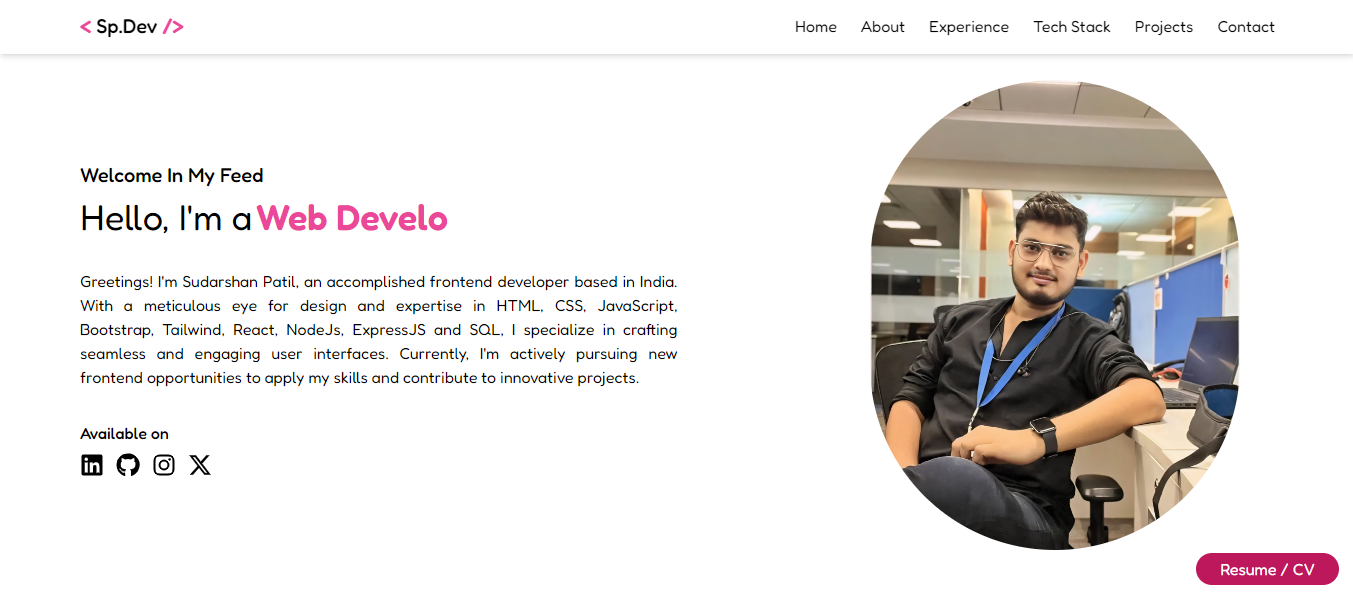 < Sp.Dev />
Home About Experience Tech Stack Projects Contact
Welcome In My Feed
Hello, I'm a Web Develo
Greetings! I'm Sudarshan Patil, an accomplished frontend developer based in India.
With a meticulous eye for design and expertise in HTML, CSS, JavaScript,
Bootstrap, Tailwind, React, NodeJs, ExpressJS and SQL, I specialize in crafting
seamless and engaging user interfaces. Currently, I'm actively pursuing new
frontend opportunities to apply my skills and contribute to innovative projects.
Available on
Resume / CV